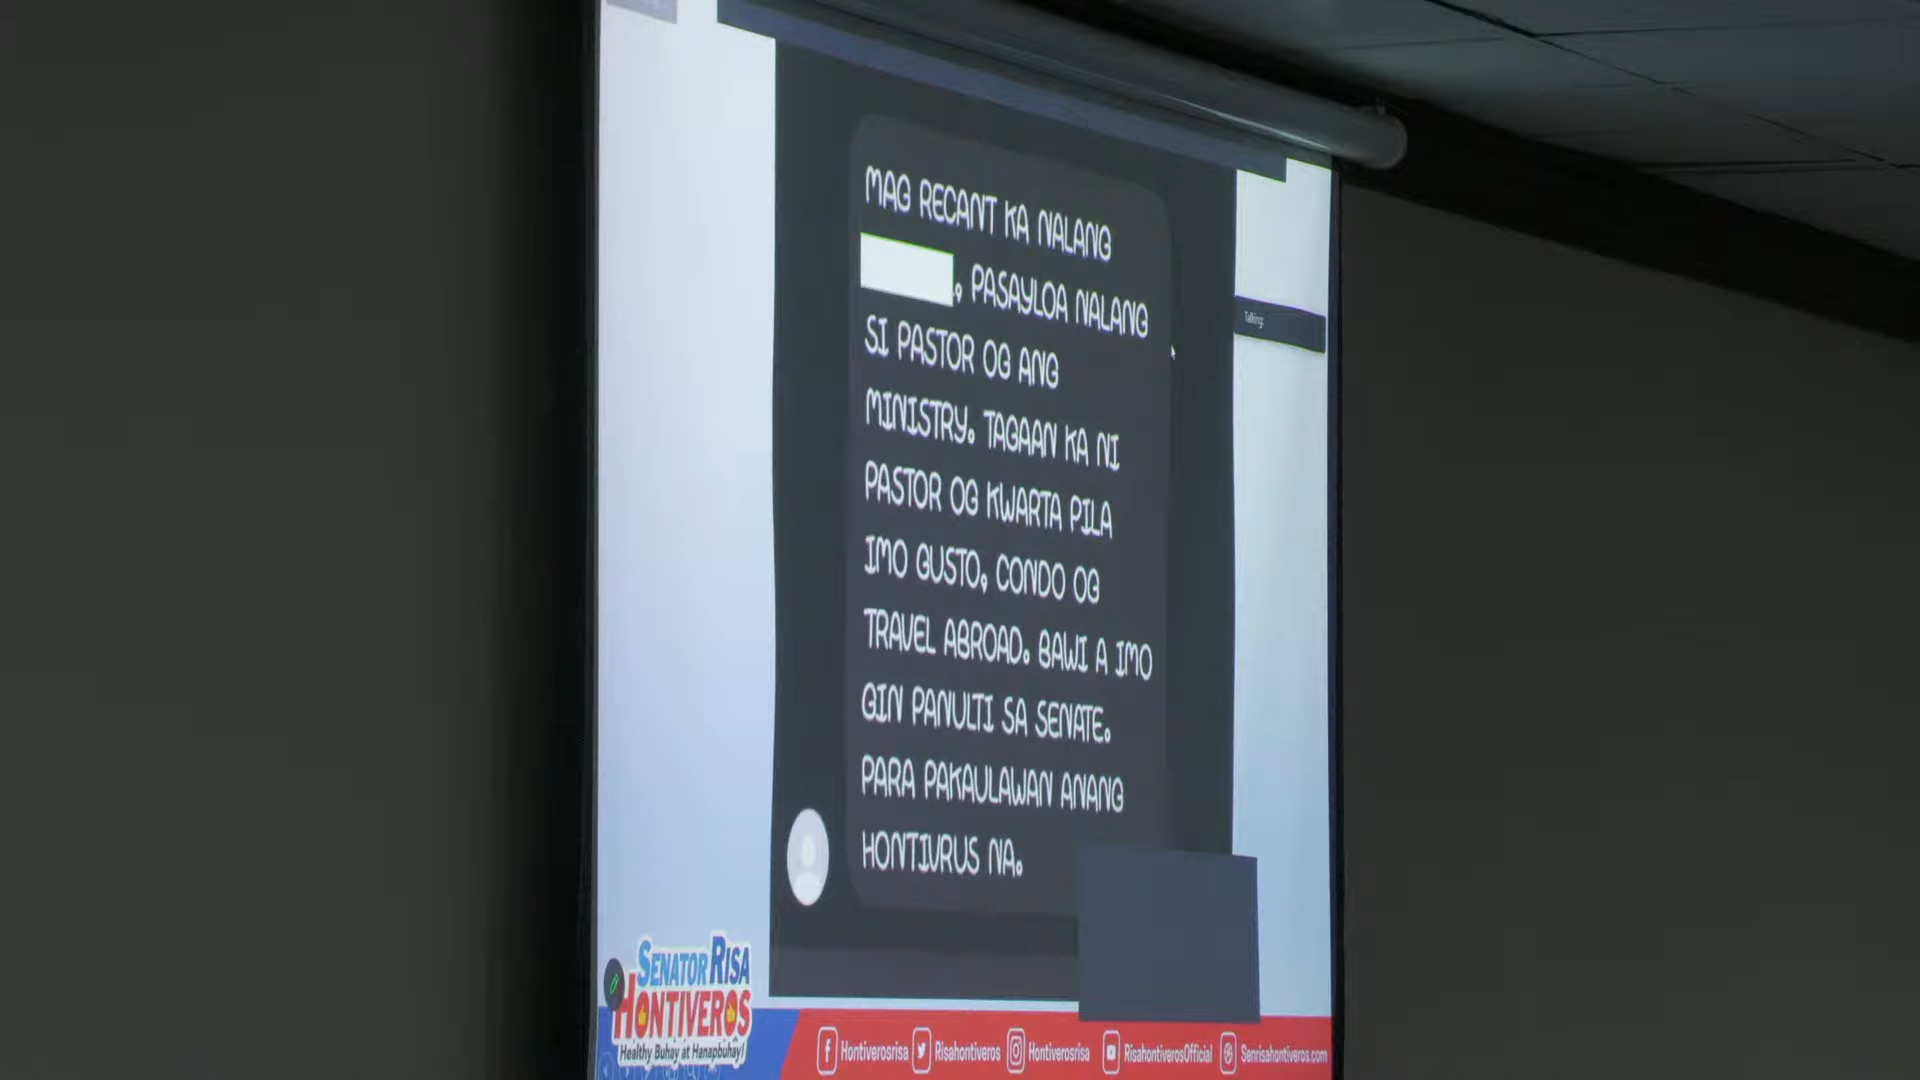 MAG RECANT KA NALANG
. PASAYLOA NALANG
SI PASTOR OG ANG
MINISTRY. TAGAAN KA NI
PASTOR OG KWARTA PILA
IMO GUSTO, CONDO OG
TRAVEL ABROAD. BAWI A IMO
GIN PANULTI SA SENATE.
PARA PAKAULAWAN ANANG
HONTIVRUS NA.
Talking:
SENATOR RISA
HONTIVEROS
Healthy Buhay at Hanapbuhay!
Hontiverosrisa
Risahontiveros
Hontiverosrisa
RisahontiverosOfficial
Senrisahontiveros.com